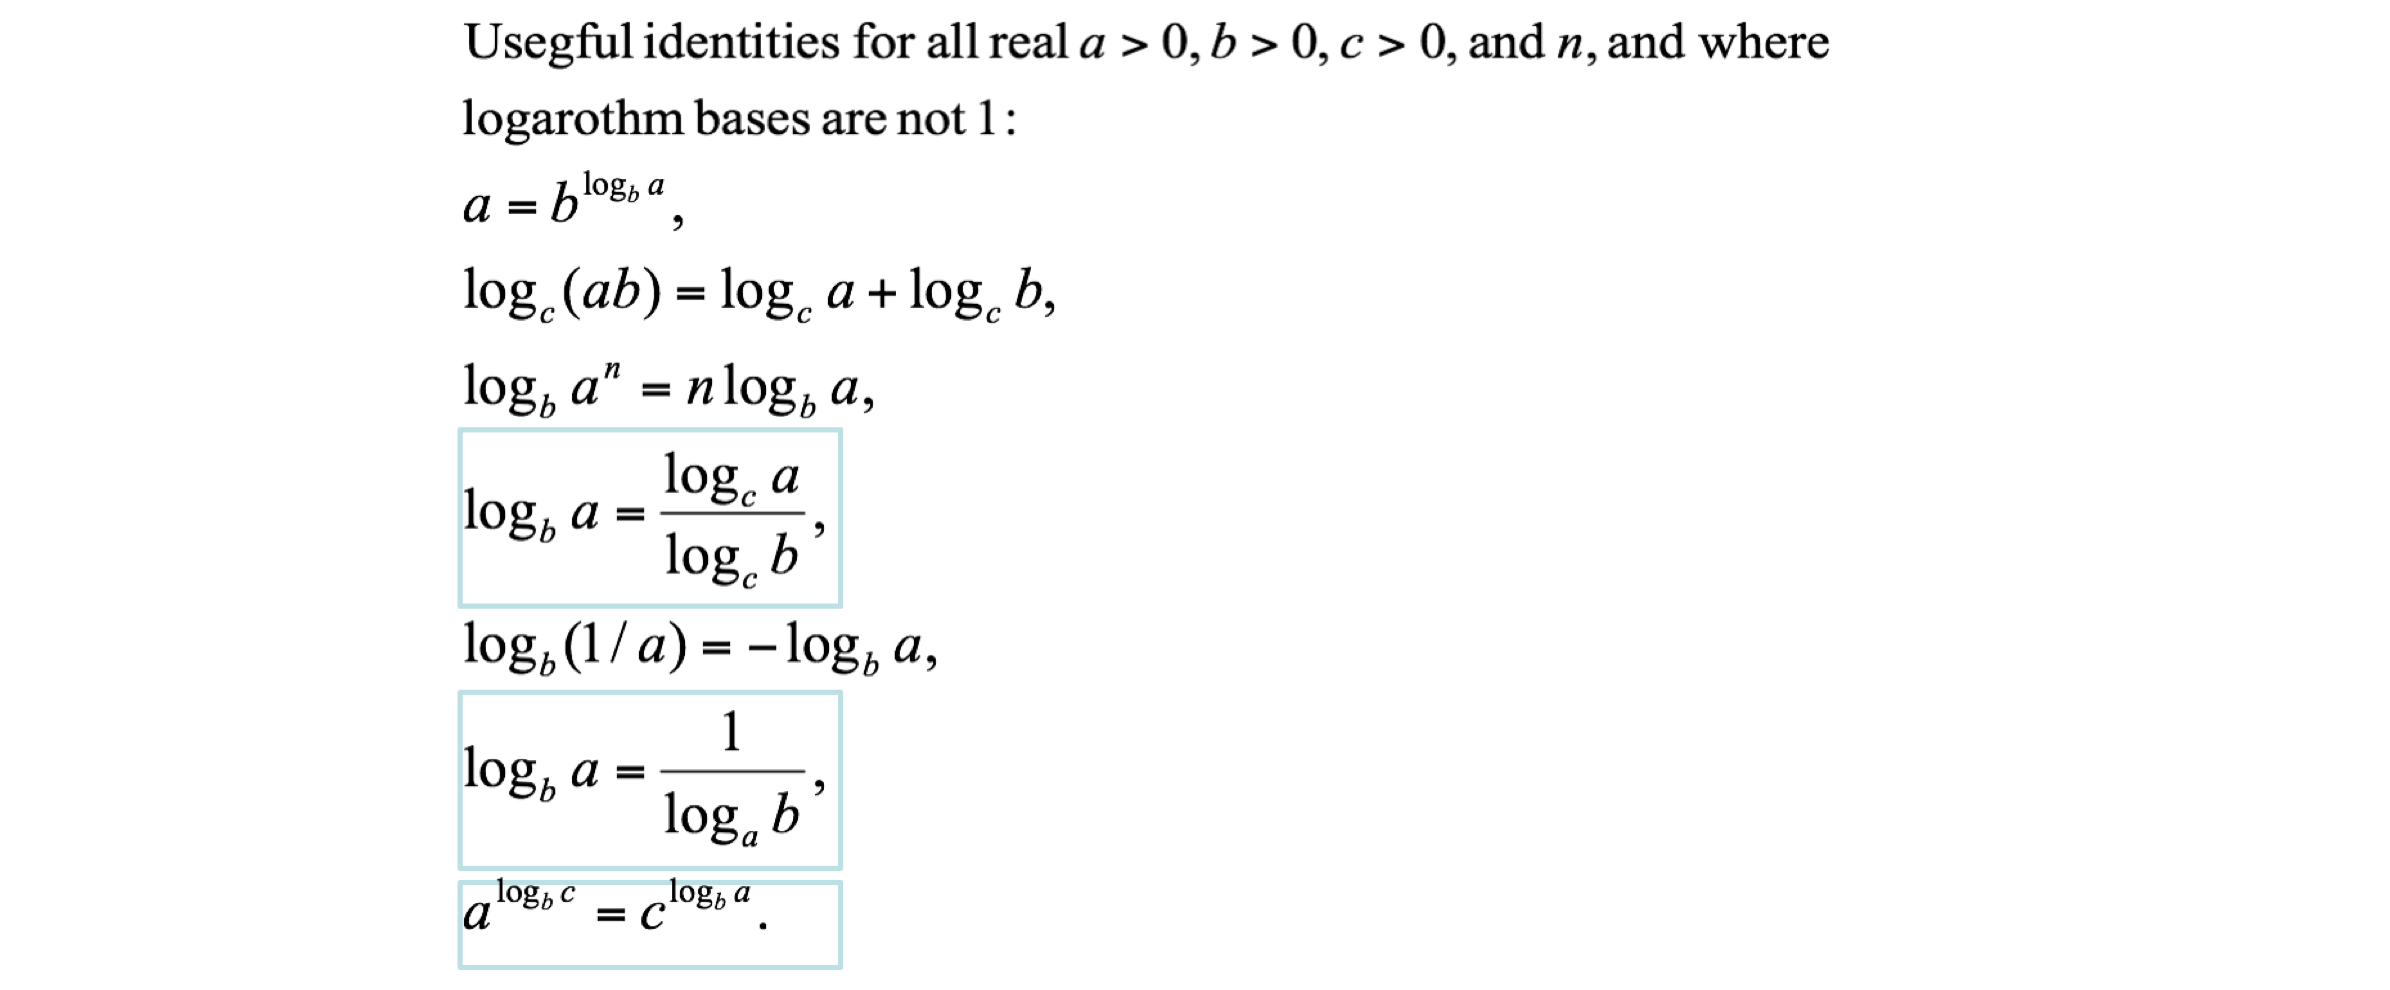 Usegful identities for all real a > 0, b > 0, c > 0, and n, and where
logarothm bases are not 1:
a = b^{log_b a},
log_c(ab) = log_c a + log_c b,
log_b a^n = n log_b a,
log_b a = \frac{log_c a}{log_c b},
log_b(1/a) = −log_b a,
log_b a = \frac{1}{log_a b},
a^{log_b c} = c^{log_b a}.